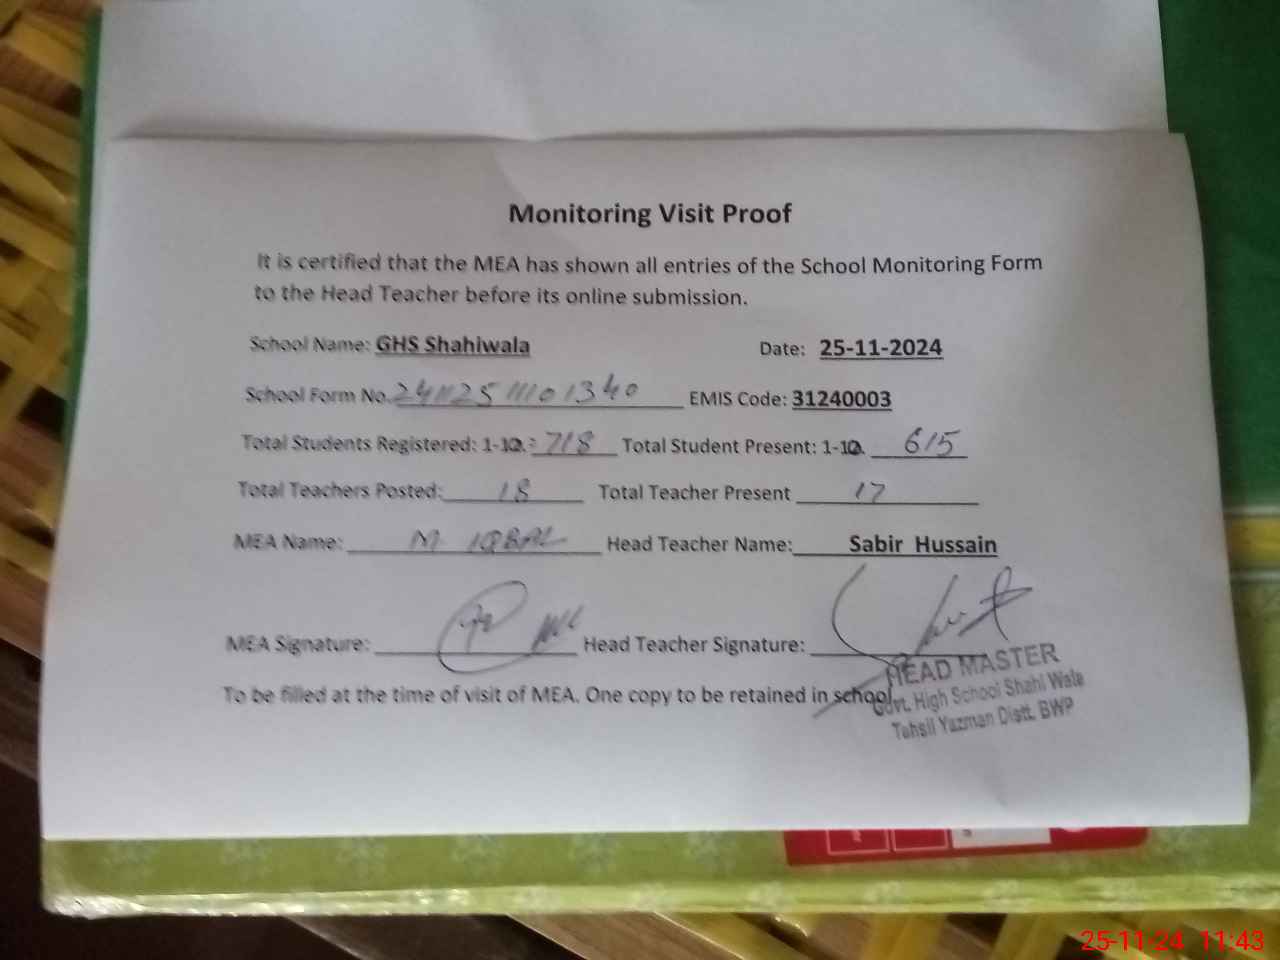 Monitoring Visit Proof
It is certified that the MEA has shown all entries of the School Monitoring Form
to the Head Teacher before its online submission.
School Name: GHS Shahiwala Date: 25-11-2024
School Form No. 241125111101340 EMIS Code: 31240003
Total Students Registered: 1-10.: 718 Total Student Present: 1-10. 615
Total Teachers Posted: 18 Total Teacher Present 17
MEA Name: M IQBAL Head Teacher Name: Sabir Hussain
MEA Signature: Head Teacher Signature:
HEAD MASTER
To be filled at the time of visit of MEA. One copy to be retained in school.
Govt. High School Shahi Wala
Tehsil Yazman Distt. BWP
25-11-24 11:43